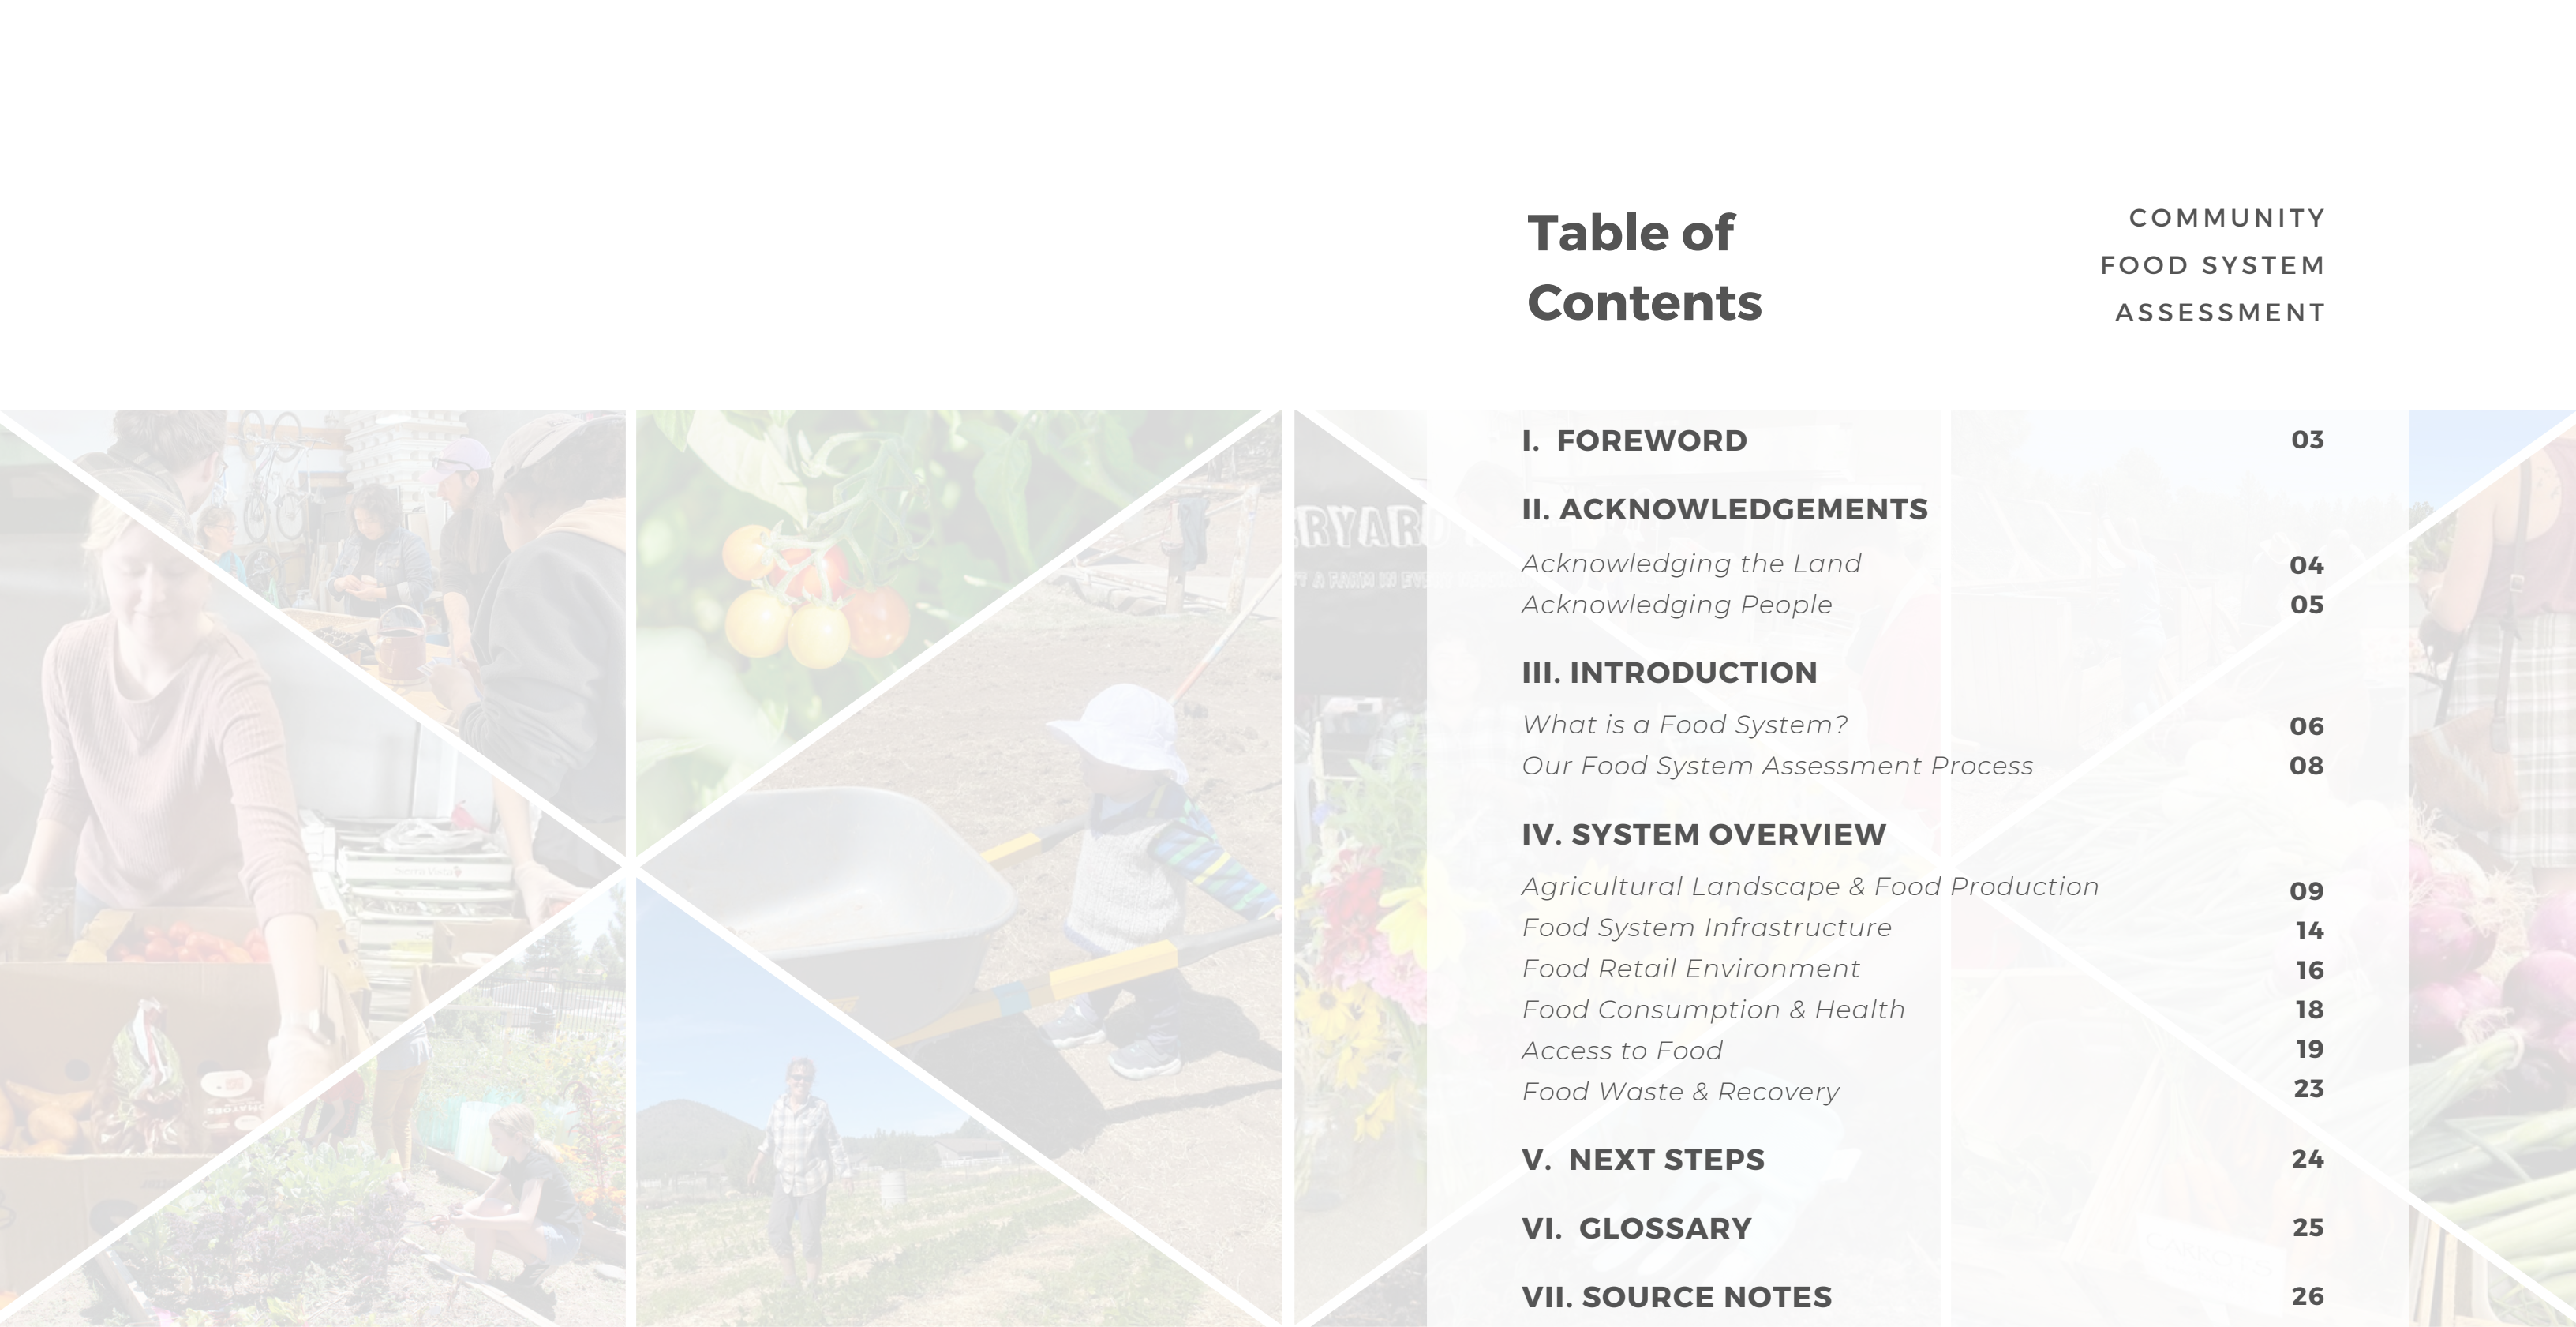 Table of
Contents
COMMUNITY
FOOD SYSTEM
ASSESSMENT
I. FOREWORD 03
II. ACKNOWLEDGEMENTS
Acknowledging the Land 04
Acknowledging People 05
III. INTRODUCTION
What is a Food System? 06
Our Food System Assessment Process 08
IV. SYSTEM OVERVIEW
Agricultural Landscape & Food Production 09
Food System Infrastructure 14
Food Retail Environment 16
Food Consumption & Health 18
Access to Food 19
Food Waste & Recovery 23
V. NEXT STEPS 24
VI. GLOSSARY 25
VII. SOURCE NOTES 26
CARROTS